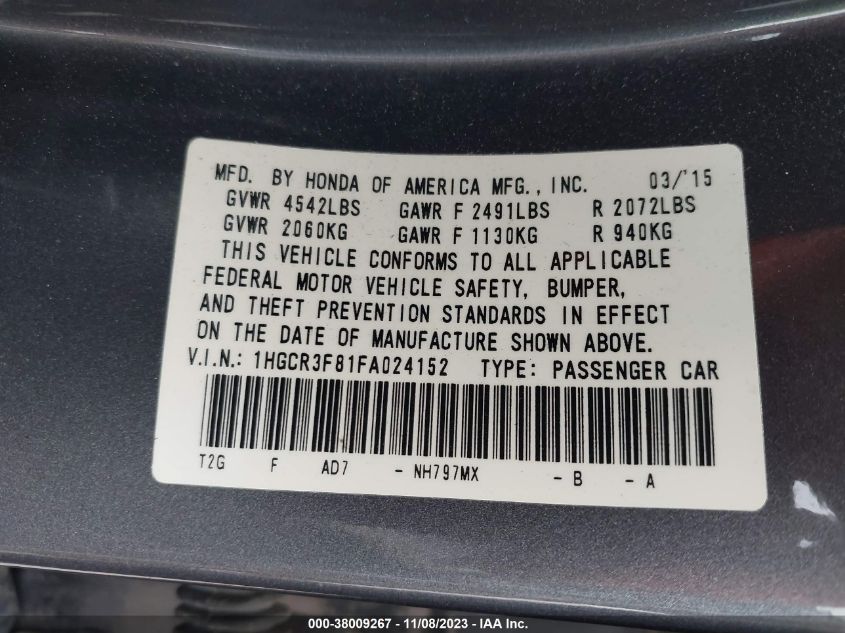 MFD. BY HONDA OF AMERICA MFG., INC. 03/'15
GVWR 4542LBS GAWR F 2491LBS R 2072LBS
GVWR 2060KG GAWR F 1130KG R 940KG
THIS VEHICLE CONFORMS TO ALL APPLICABLE
FEDERAL MOTOR VEHICLE SAFETY, BUMPER,
AND THEFT PREVENTION STANDARDS IN EFFECT
ON THE DATE OF MANUFACTURE SHOWN ABOVE.
V.I.N.: 1HGCR3F81FA024152 TYPE: PASSENGER CAR
T2G F AD7 - NH797MX - B - A
000-38009267 - 11/08/2023 - IAA